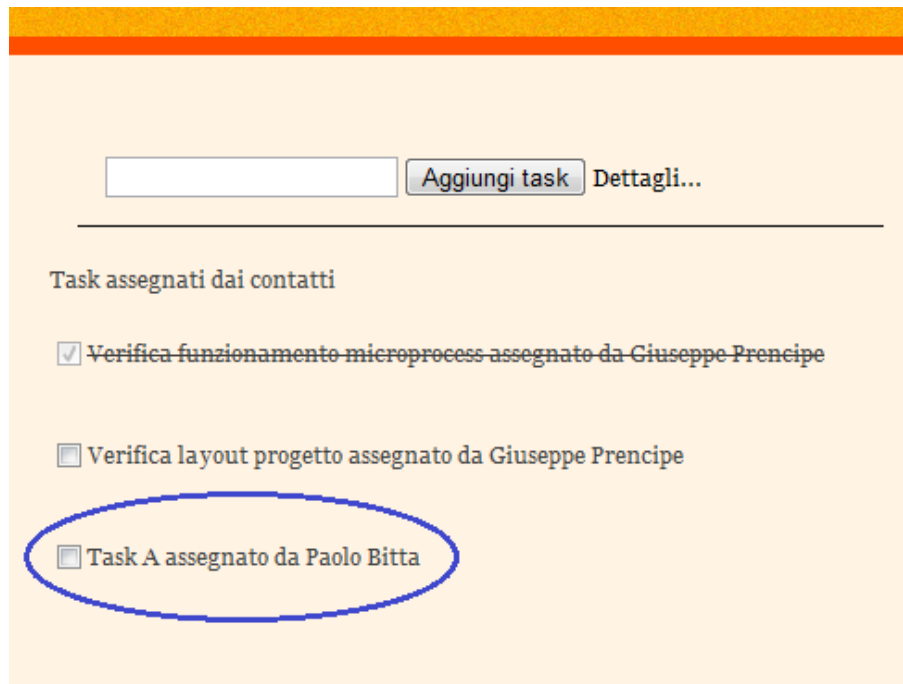 Aggiungi task Dettagli...
Task assegnati dai contatti
Verifica funzionamento microprocess assegnato da Giuseppe Prencipe
Verifica layout progetto assegnato da Giuseppe Prencipe
Task A assegnato da Paolo Bitta